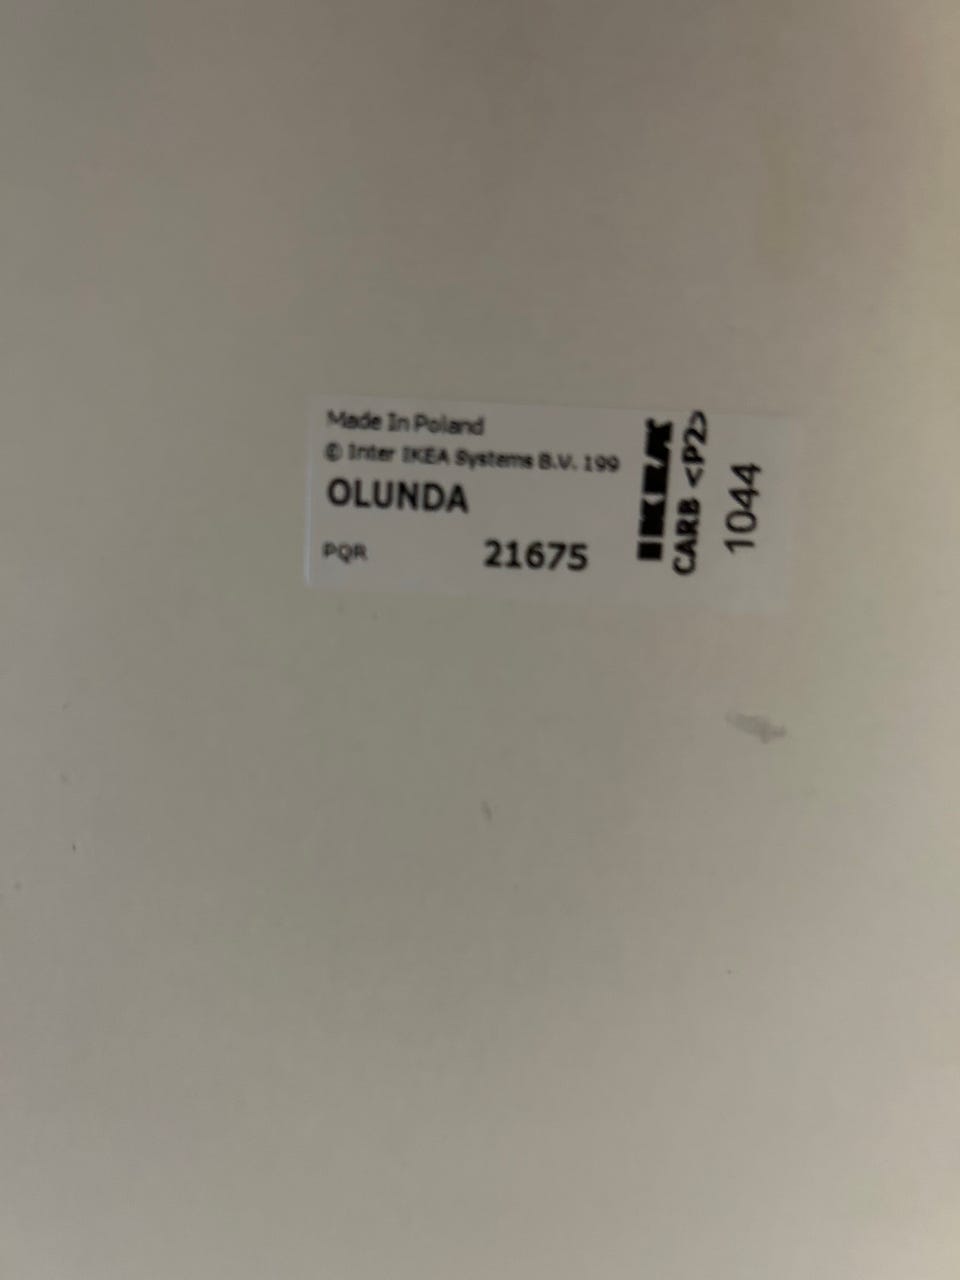 Made In Poland
© Inter IKEA Systems B.V. 199
OLUNDA
PQR 21675
IKEA
CARB <P2>
1044